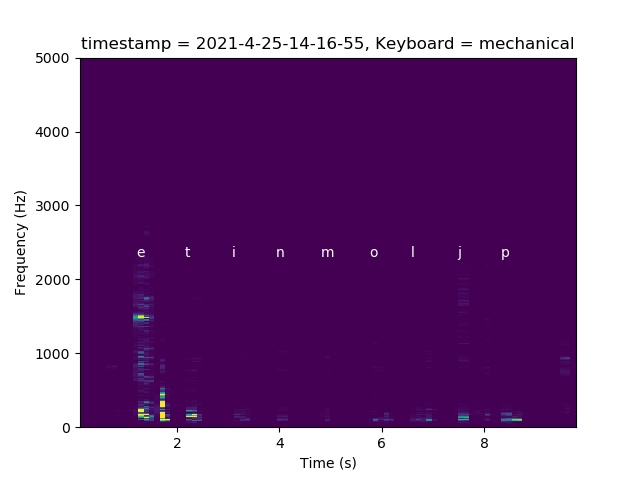 timestamp = 2021-4-25-14-16-55, Keyboard = mechanical
5000
4000
3000
2000
1000
0
Frequency (Hz)
e t i n m o l j p
2 4 6 8
Time (s)